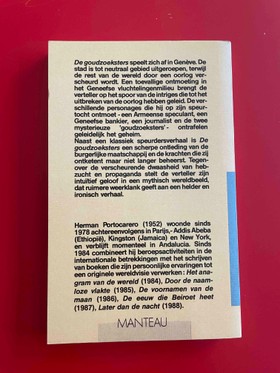 De goudzoeksters speelt zich af in Genève. De
stad is tot neutraal gebied uitgeroepen, terwijl
de rest van de wereld door een oorlog ver-
scheurd wordt. Een toevallige ontmoeting in
het Geneefse vluchtelingenmilieu brengt de
verteller op het spoor van de intriges die tot het
uitbreken van de oorlog hebben geleid. De ver-
schillende personages die hij op zijn speur-
tocht ontmoet - een Armeense speculant, een
Geneefse bankier, een journalist en de twee
mysterieuze 'goudzoeksters' - ontrafelen
geleidelijk het geheim.
Naast een klassiek speurdersverhaal is
De goudzoeksters een scherpe ontleding van de
burgerlijke maatschappij en de krachten die zij
ontketent maar niet langer beheerst. Tegen-
over de verscheurende dwaasheid van heb-
zucht en propaganda stelt de verteller zijn
intuïtief geloof in een mythisch wereldbeeld,
dat ruimere weerklank geeft aan een helder en
ironisch verhaal.
Herman Portocarero (1952) woonde sinds
1978 achtereenvolgens in Parijs, Addis Abeba
(Ethiopië), Kingston (Jamaica) en New York,
en verblijft momenteel in Andalucia. Sinds
1984 combineert hij beroepsactiviteiten in de
internationale betrekkingen met het schrijven
van boeken die zijn persoonlijke ervaringen tot
een originele wereldvisie verwerken: Het ana-
gram van de wereld (1984), Door de naam-
loze vlakte (1985), De voornamen van de
maan (1986), De eeuw die Beiroet heet
(1987), Later dan de nacht (1988).
MANTEAU